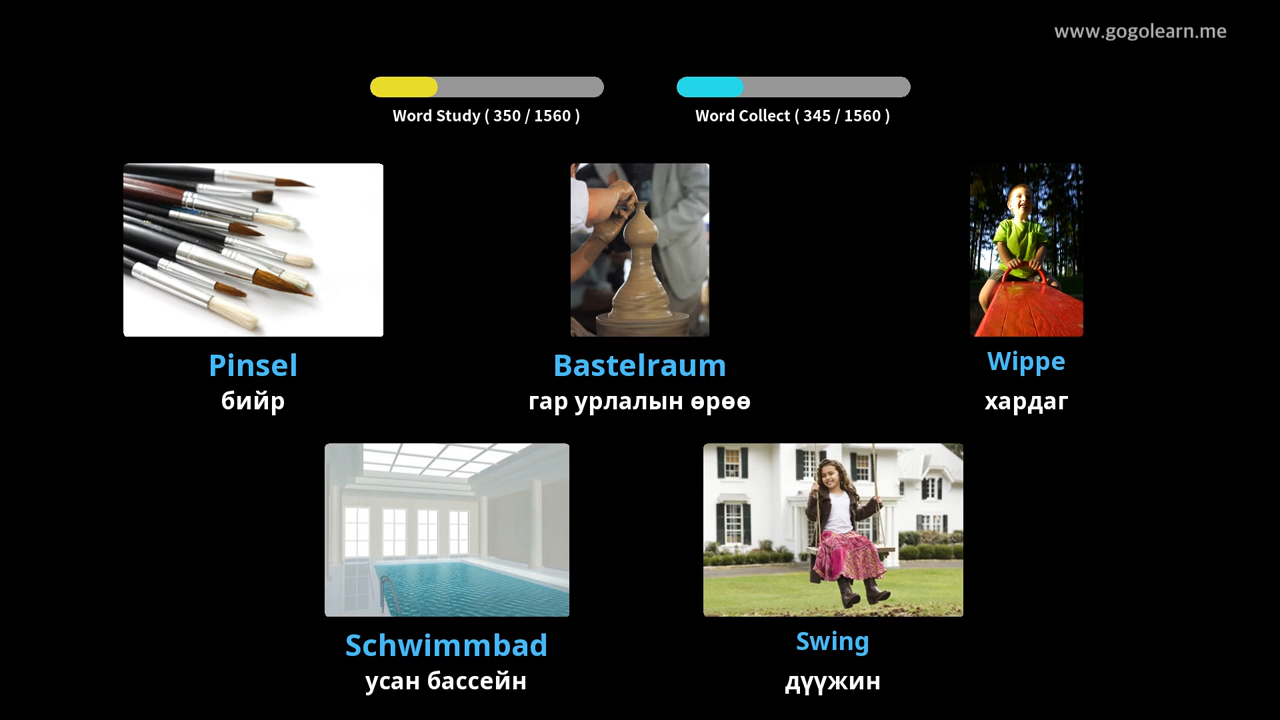 www.gogolearn.me
Word Study ( 350 / 1560 )
Word Collect ( 345 / 1560 )
Pinsel
бийр
Bastelraum
гар урлалын өрөө
Wippe
хардаг
Schwimmbad
усан бассейн
Swing
дүүжин